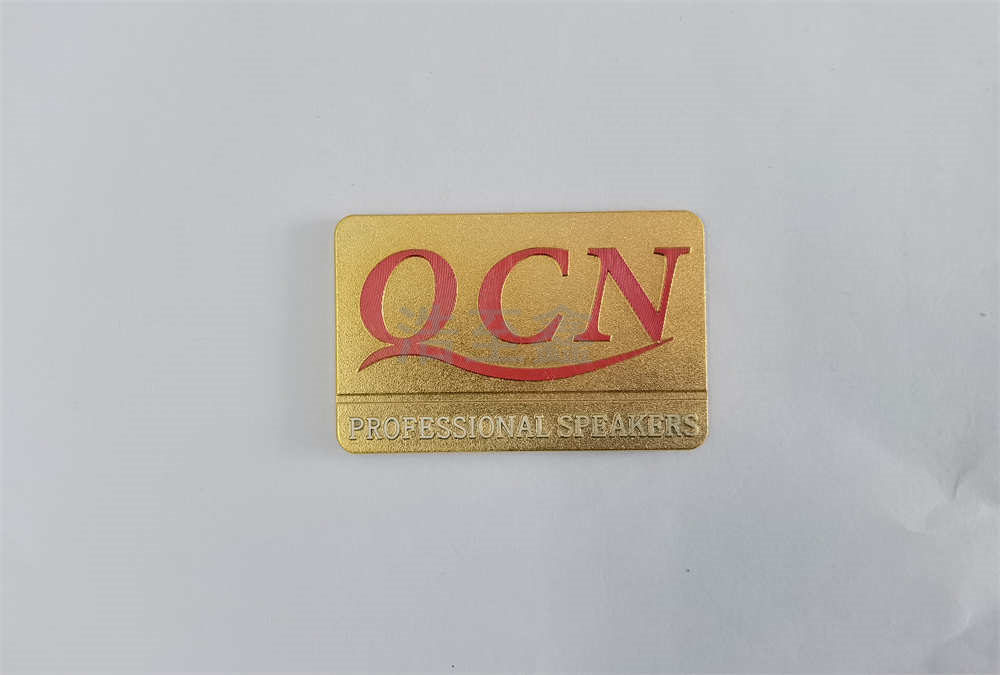 QCN
PROFESSIONAL SPEAKERS